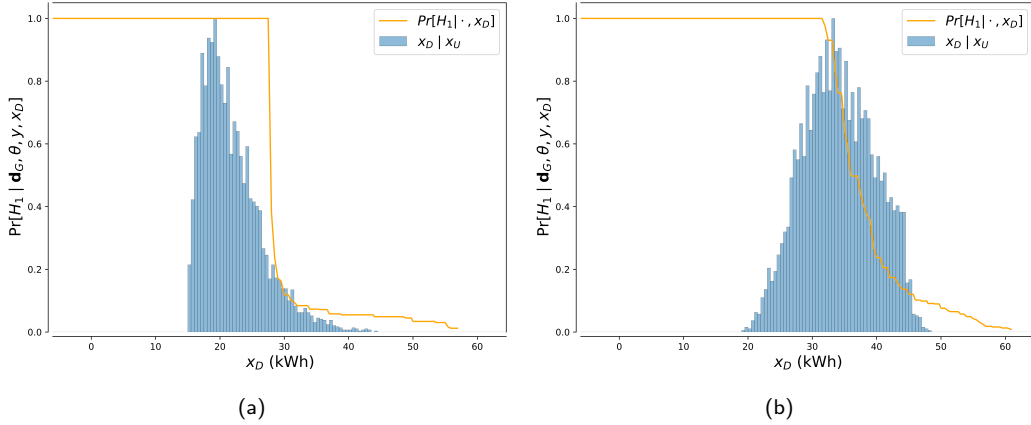 Pr[H₁ | d_G, θ, y, x_D]
1.0
0.8
0.6
0.4
0.2
0.0
Pr[H₁| · , x_D]
x_D | x_U
0 10 20 30 40 50 60
x_D (kWh)
(a)
Pr[H₁ | d_G, θ, y, x_D]
1.0
0.8
0.6
0.4
0.2
0.0
Pr[H₁| · , x_D]
x_D | x_U
0 10 20 30 40 50 60
x_D (kWh)
(b)